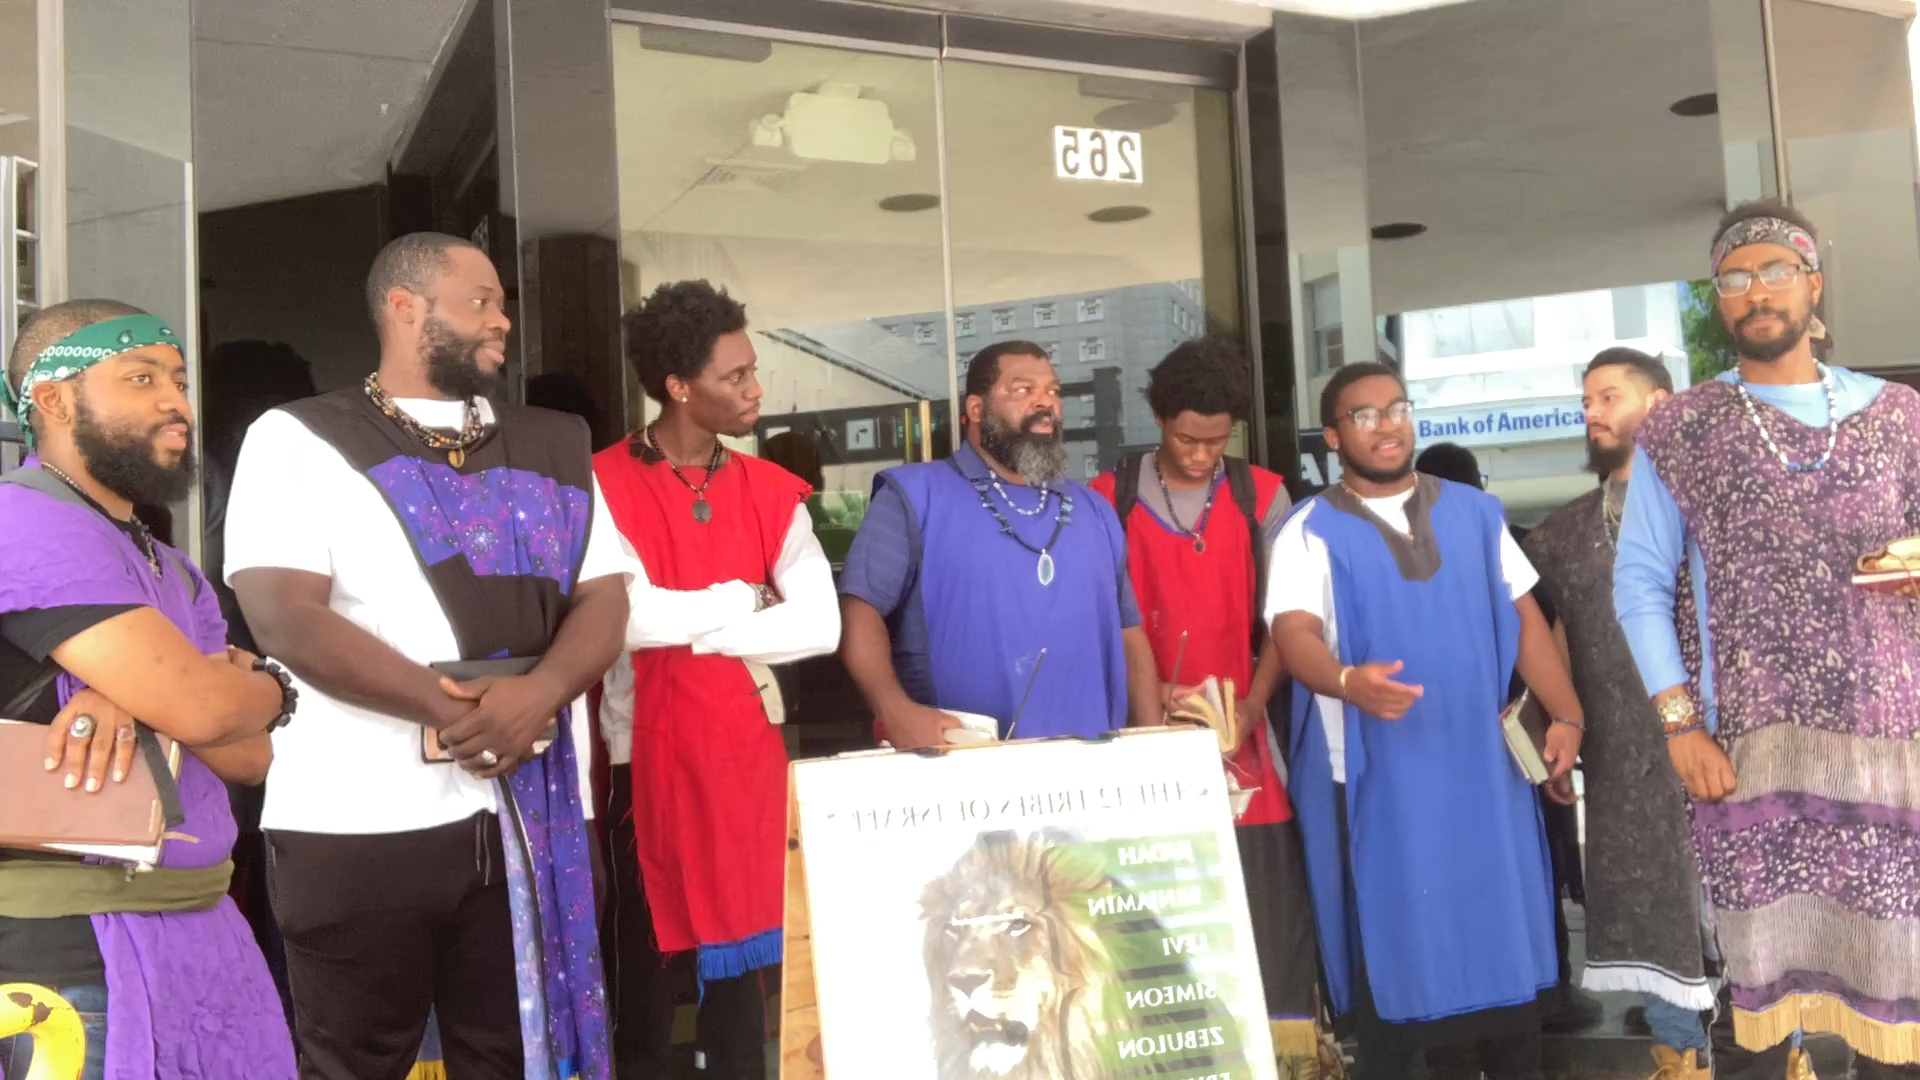 265
Bank of America
THE 12 TRIBES OF ISRAEL
JUDAH
BENJAMIN
LEVI
SIMEON
ZEBULON